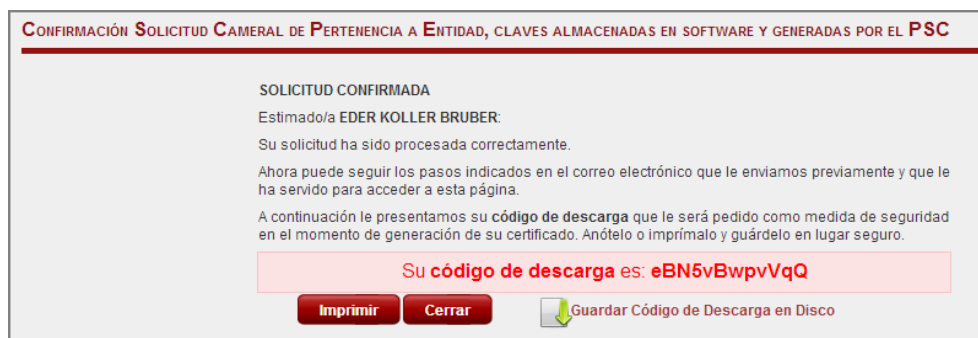 Confirmación Solicitud Cameral de Pertenencia a Entidad, claves almacenadas en software y generadas por el PSC
SOLICITUD CONFIRMADA
Estimado/a EDER KOLLER BRUBER:
Su solicitud ha sido procesada correctamente.
Ahora puede seguir los pasos indicados en el correo electrónico que le enviamos previamente y que le
ha servido para acceder a esta página.
A continuación le presentamos su código de descarga que le será pedido como medida de seguridad
en el momento de generación de su certificado. Anótelo o imprímalo y guárdelo en lugar seguro.
Su código de descarga es: eBN5vBwpvVqQ
Imprimir Cerrar Guardar Código de Descarga en Disco